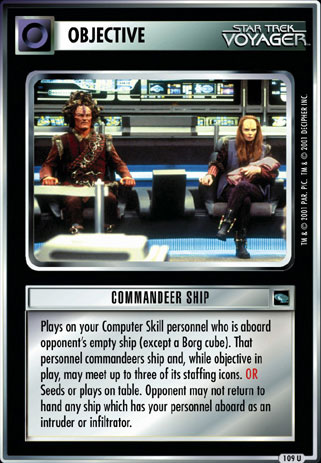 OBJECTIVE
STAR TREK
VOYAGER™
TM & © 2001 PAR. PIC. TM & © 2001 DECIPHER INC.
COMMANDEER SHIP
Plays on your Computer Skill personnel who is aboard
opponent's empty ship (except a Borg cube). That
personnel commandeers ship and, while objective in
play, may meet up to three of its staffing icons. OR
Seeds or plays on table. Opponent may not return to
hand any ship which has your personnel aboard as an
intruder or infiltrator.
109 U